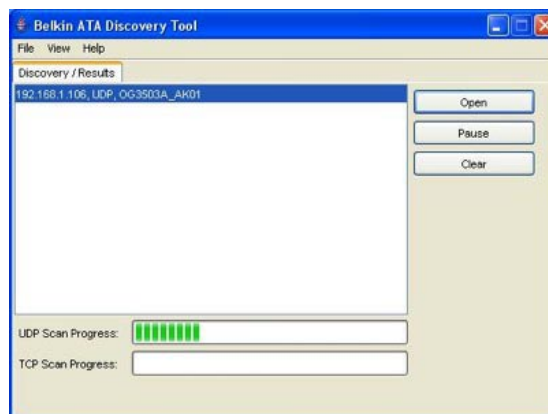 Belkin ATA Discovery Tool
File View Help
Discovery / Results
192.168.1.106, UDP, OG3503A_AK01
Open
Pause
Clear
UDP Scan Progress:
TCP Scan Progress: